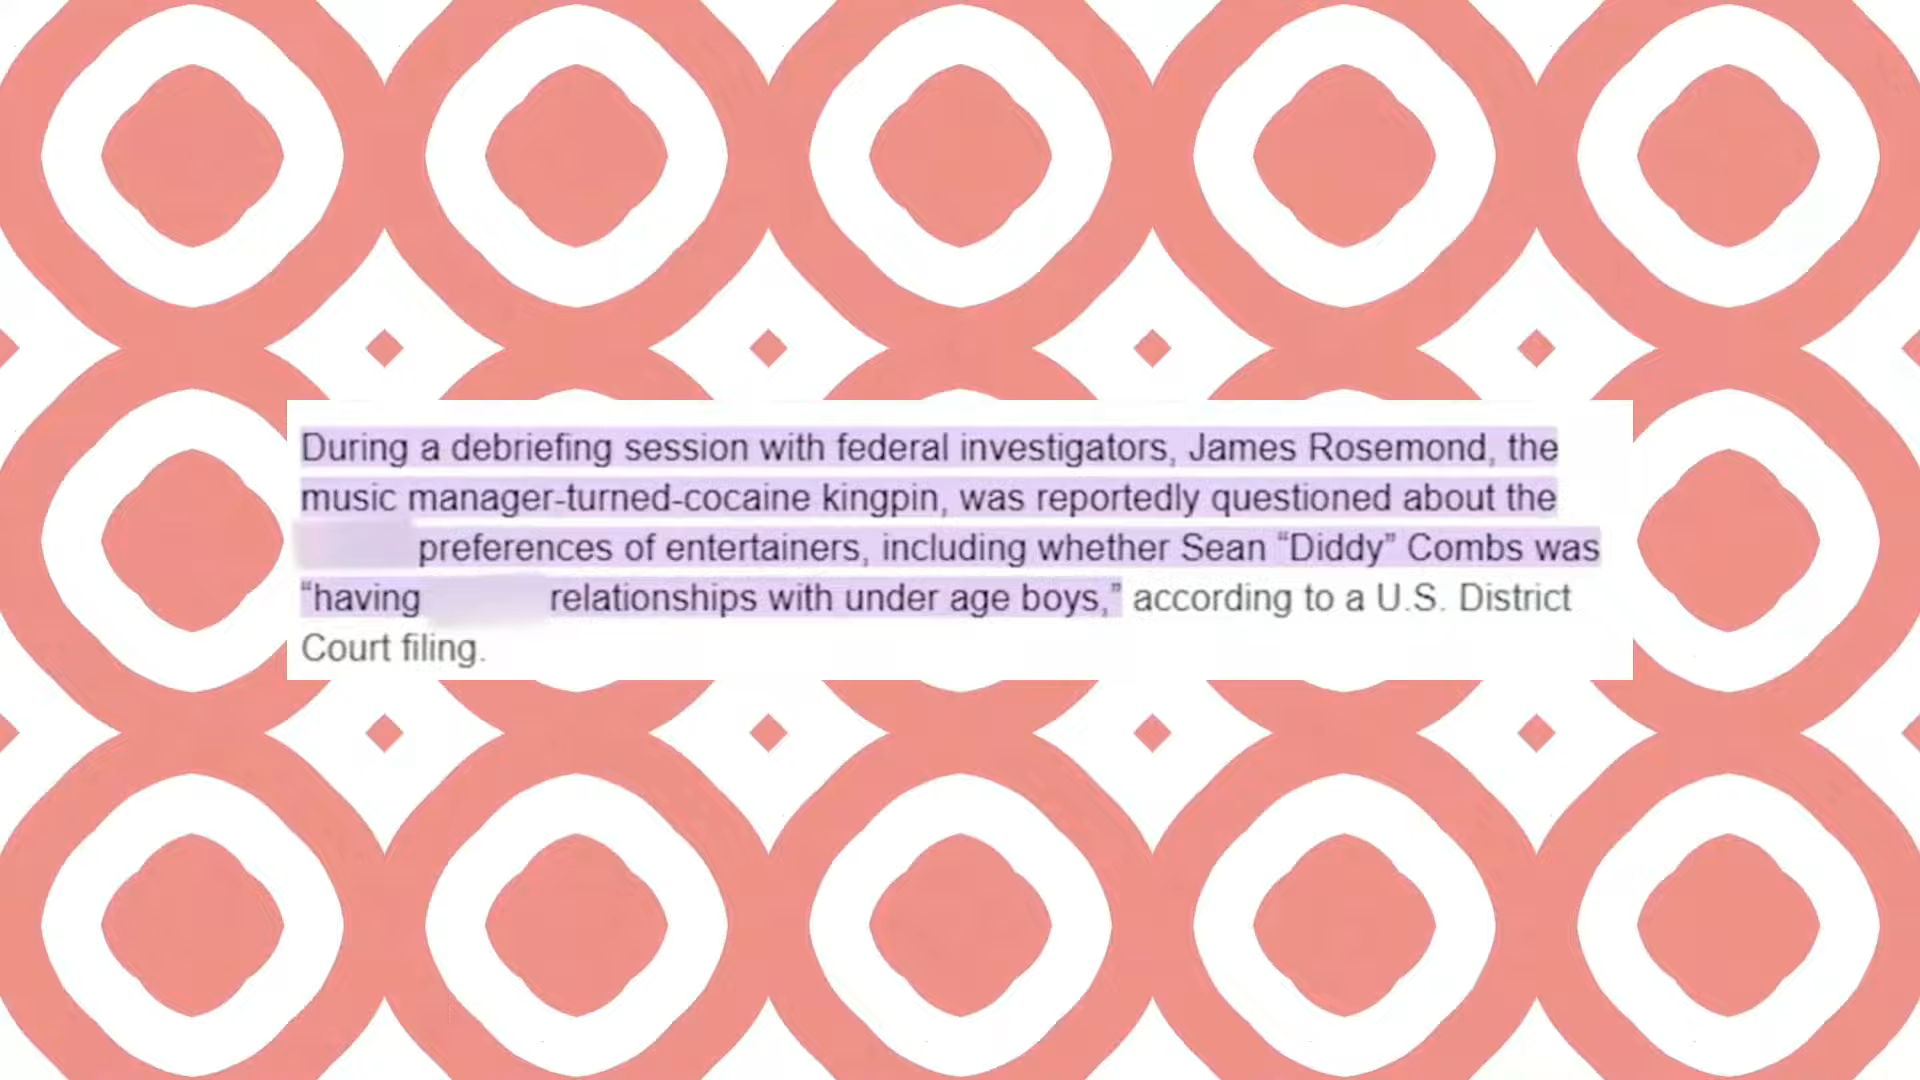 During a debriefing session with federal investigators, James Rosemond, the
music manager-turned-cocaine kingpin, was reportedly questioned about the
preferences of entertainers, including whether Sean “Diddy” Combs was
“having relationships with under age boys,” according to a U.S. District
Court filing.